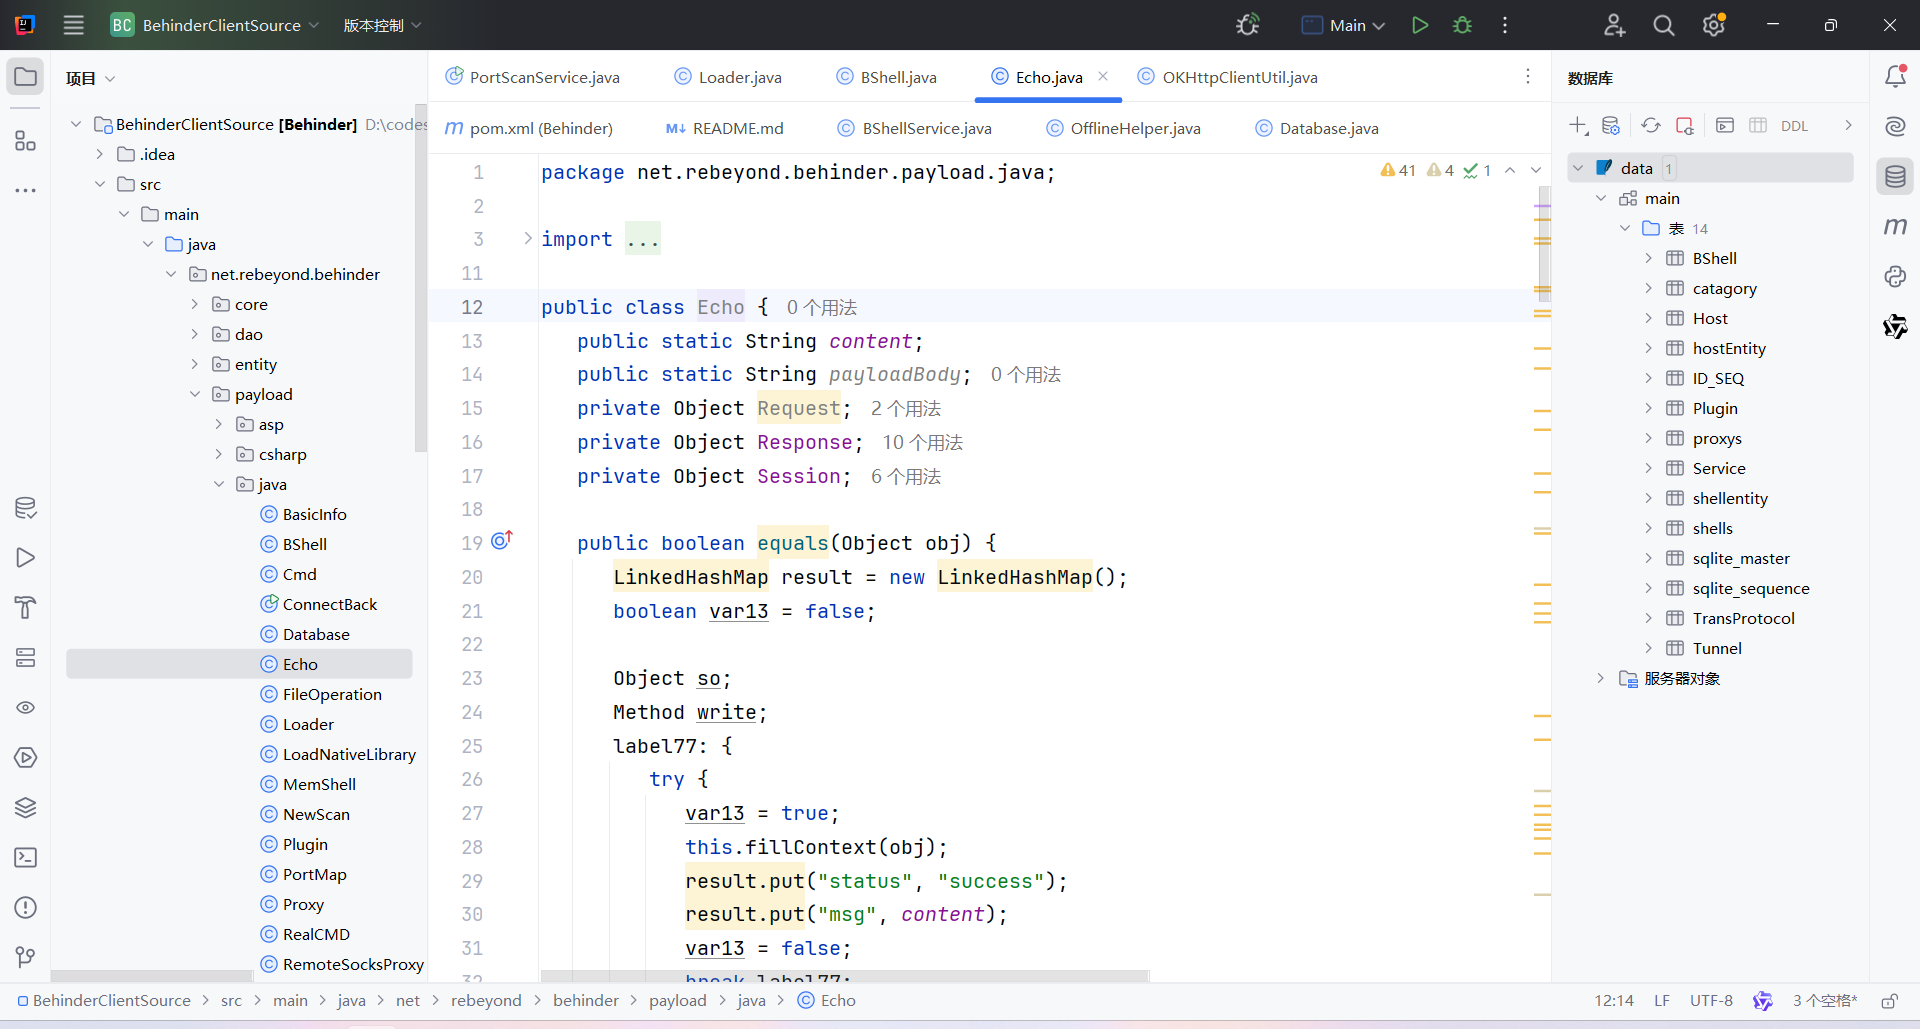 BC BehinderClientSource 版本控制 Main
项目
BehinderClientSource [Behinder] D:\codes
.idea
src
main
java
net.rebeyond.behinder
core
dao
entity
payload
asp
csharp
java
BasicInfo
BShell
Cmd
ConnectBack
Database
Echo
FileOperation
Loader
LoadNativeLibrary
MemShell
NewScan
Plugin
PortMap
Proxy
RealCMD
RemoteSocksProxy
PortScanService.java Loader.java BShell.java Echo.java OKHttpClientUtil.java
pom.xml (Behinder) README.md BShellService.java OfflineHelper.java Database.java
41 4 1
1 package net.rebeyond.behinder.payload.java;
2
3 import ...
11
12 public class Echo { 0 个用法
13 public static String content;
14 public static String payloadBody; 0 个用法
15 private Object Request; 2 个用法
16 private Object Response; 10 个用法
17 private Object Session; 6 个用法
18
19 public boolean equals(Object obj) {
20 LinkedHashMap result = new LinkedHashMap();
21 boolean var13 = false;
22
23 Object so;
24 Method write;
25 label77: {
26 try {
27 var13 = true;
28 this.fillContext(obj);
29 result.put("status", "success");
30 result.put("msg", content);
31 var13 = false;
32 break label77;
数据库
DDL
data 1
main
表 14
BShell
catagory
Host
hostEntity
ID_SEQ
Plugin
proxys
Service
shellentity
shells
sqlite_master
sqlite_sequence
TransProtocol
Tunnel
服务器对象
BehinderClientSource > src > main > java > net > rebeyond > behinder > payload > java > Echo
12:14 LF UTF-8 3 个空格*